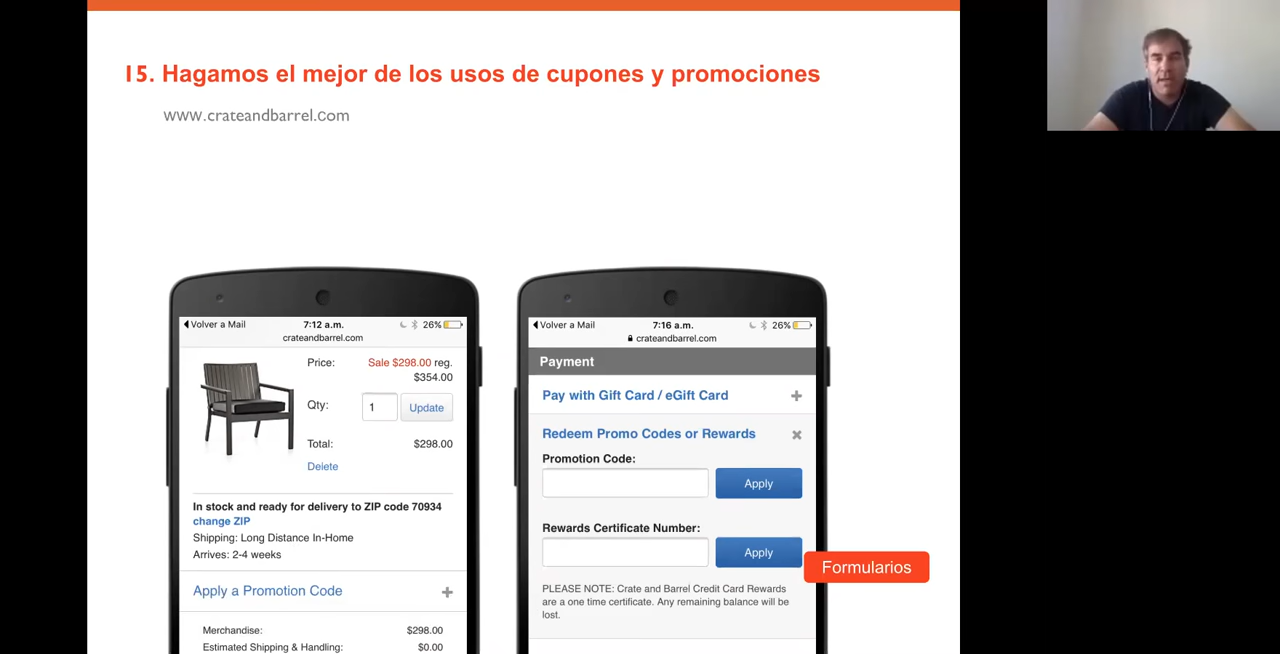 15. Hagamos el mejor de los usos de cupones y promociones
www.crateandbarrel.com
Volver a Mail 7:12 a.m. 26%
crateandbarrel.com
Price: Sale $298.00 reg.
$354.00
Qty: 1 Update
Total: $298.00
Delete
In stock and ready for delivery to ZIP code 70934
change ZIP
Shipping: Long Distance In-Home
Arrives: 2-4 weeks
Apply a Promotion Code +
Merchandise: $298.00
Estimated Shipping & Handling: $0.00
Volver a Mail 7:16 a.m. 26%
crateandbarrel.com
Payment
Pay with Gift Card / eGift Card +
Redeem Promo Codes or Rewards ×
Promotion Code:
Apply
Rewards Certificate Number:
Apply
PLEASE NOTE: Crate and Barrel Credit Card Rewards
are a one time certificate. Any remaining balance will be
lost.
Formularios